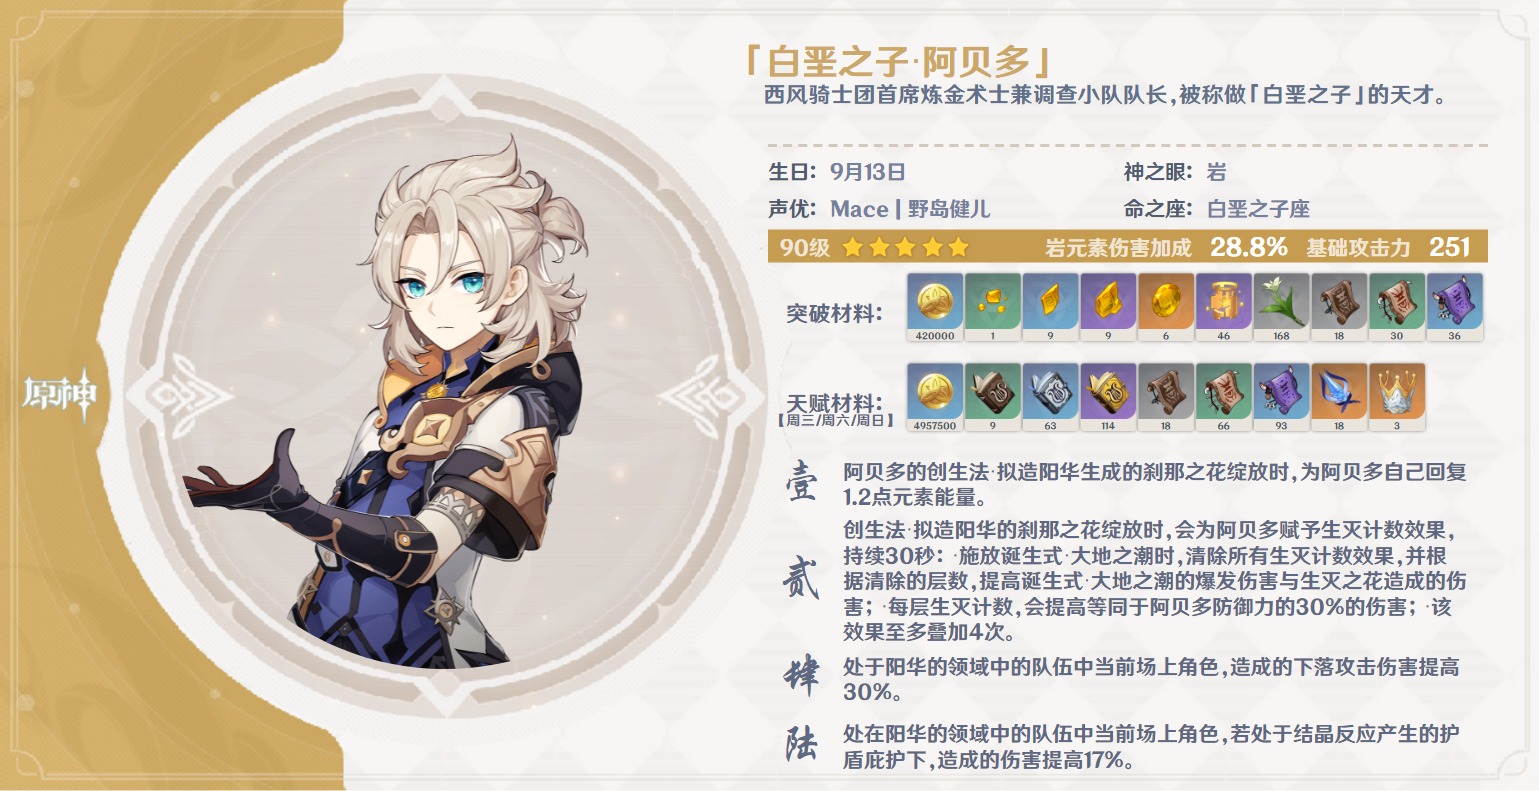 原神
「白垩之子·阿贝多」
西风骑士团首席炼金术士兼调查小队队长,被称做「白垩之子」的天才。
生日: 9月13日 神之眼: 岩
声优: Mace | 野岛健儿 命之座: 白垩之子座
90级 岩元素伤害加成 28.8% 基础攻击力 251
突破材料:
420000 1 9 9 6 46 168 18 30 36
天赋材料:
【周三/周六/周日】
4957500 9 63 114 18 66 93 18 3
壹
阿贝多的创生法·拟造阳华生成的刹那之花绽放时,为阿贝多自己回复
1.2点元素能量。
贰
创生法·拟造阳华的刹那之花绽放时,会为阿贝多赋予生灭计数效果,
持续30秒: ·施放诞生式·大地之潮时,清除所有生灭计数效果,并根
据清除的层数,提高诞生式·大地之潮的爆发伤害与生灭之花造成的伤
害; ·每层生灭计数,会提高等同于阿贝多防御力的30%的伤害; ·该
效果至多叠加4次。
肆
处于阳华的领域中的队伍中当前场上角色,造成的下落攻击伤害提高
30%。
陆
处在阳华的领域中的队伍中当前场上角色,若处于结晶反应产生的护
盾庇护下,造成的伤害提高17%。